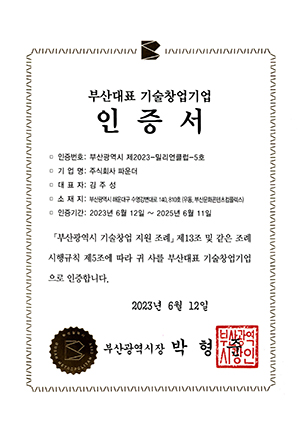 부산대표 기술창업기업
인 증 서
○ 인증번호: 부산광역시 제2023-밀리언클럽-5호
○ 기 업 명: 주식회사 파운더
○ 대 표 자: 김 주 성
○ 소 재 지: 부산광역시 해운대구 수영강변대로 140, 810호 (우동, 부산문화콘텐츠컴플렉스)
○ 인증기간: 2023년 6월 12일 ~ 2025년 6월 11일
「부산광역시 기술창업 지원 조례」 제13조 및 같은 조례
시행규칙 제5조에 따라 귀 사를 부산대표 기술창업기업
으로 인증합니다.
2023년 6월 12일
부산광역시장 박 형 준
부산광역
시장인